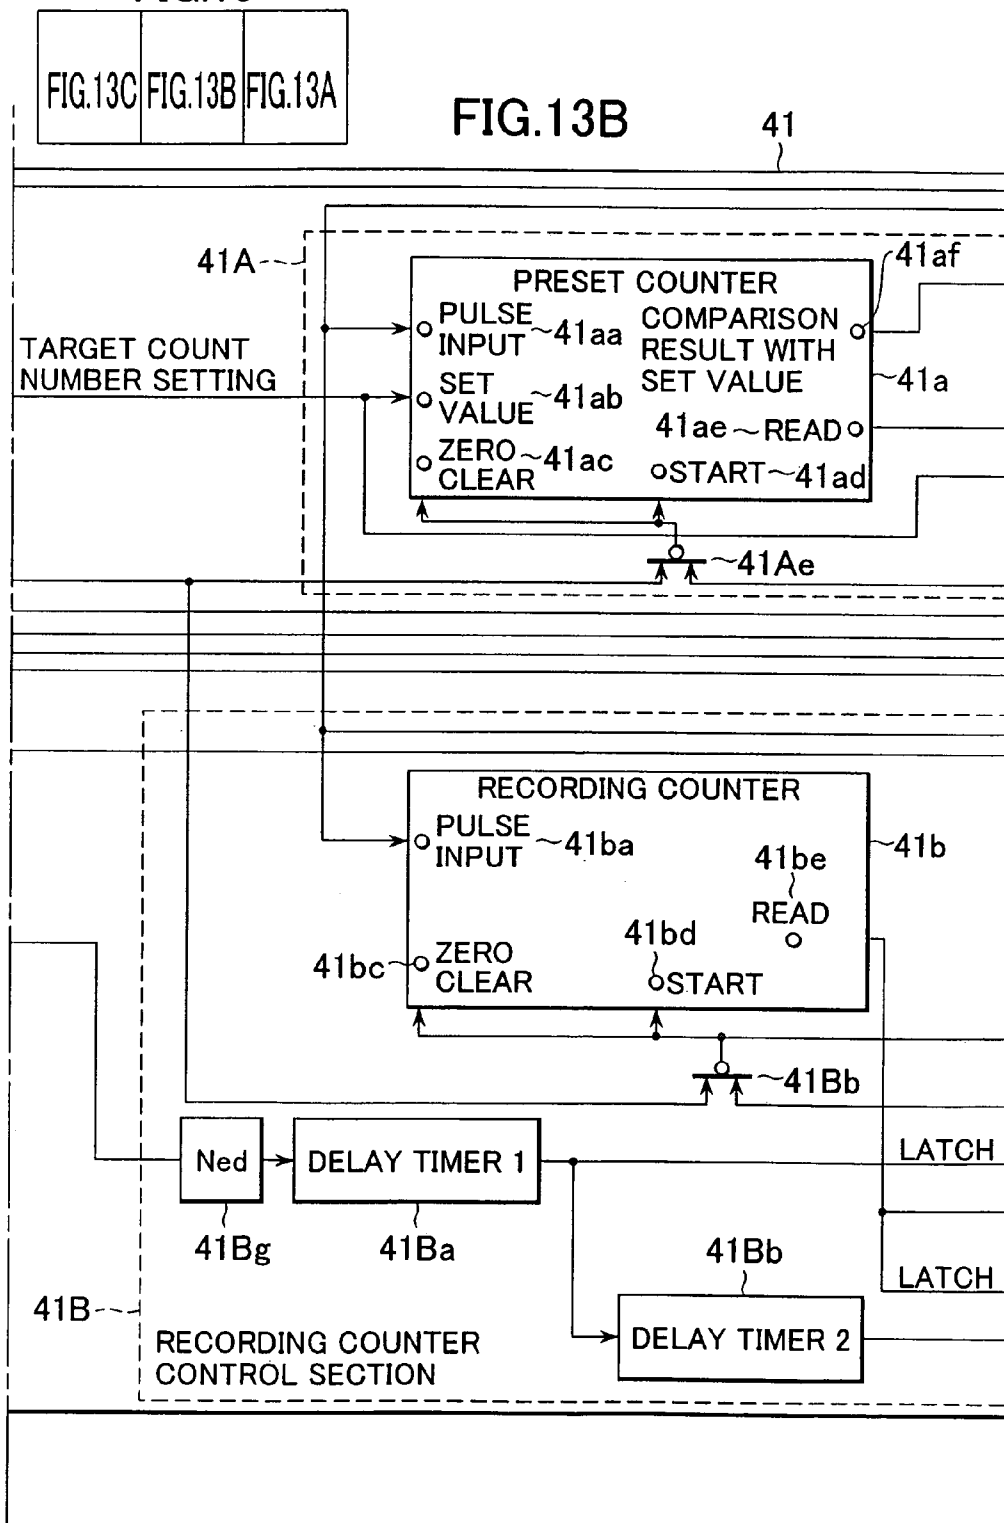 FIG.13C FIG.13B FIG.13A
FIG.13B
41
41A
PRESET COUNTER
41af
PULSE
INPUT
41aa
COMPARISON
RESULT WITH
SET VALUE
41a
TARGET COUNT
NUMBER SETTING
SET
VALUE
41ab
41ae
READ
ZERO
CLEAR
41ac
START
41ad
41Ae
RECORDING COUNTER
PULSE
INPUT
41ba
41b
41be
READ
41bd
41bc
ZERO
CLEAR
START
41Bb
Ned
DELAY TIMER 1
LATCH
41Bg
41Ba
41Bb
LATCH
41B
DELAY TIMER 2
RECORDING COUNTER
CONTROL SECTION